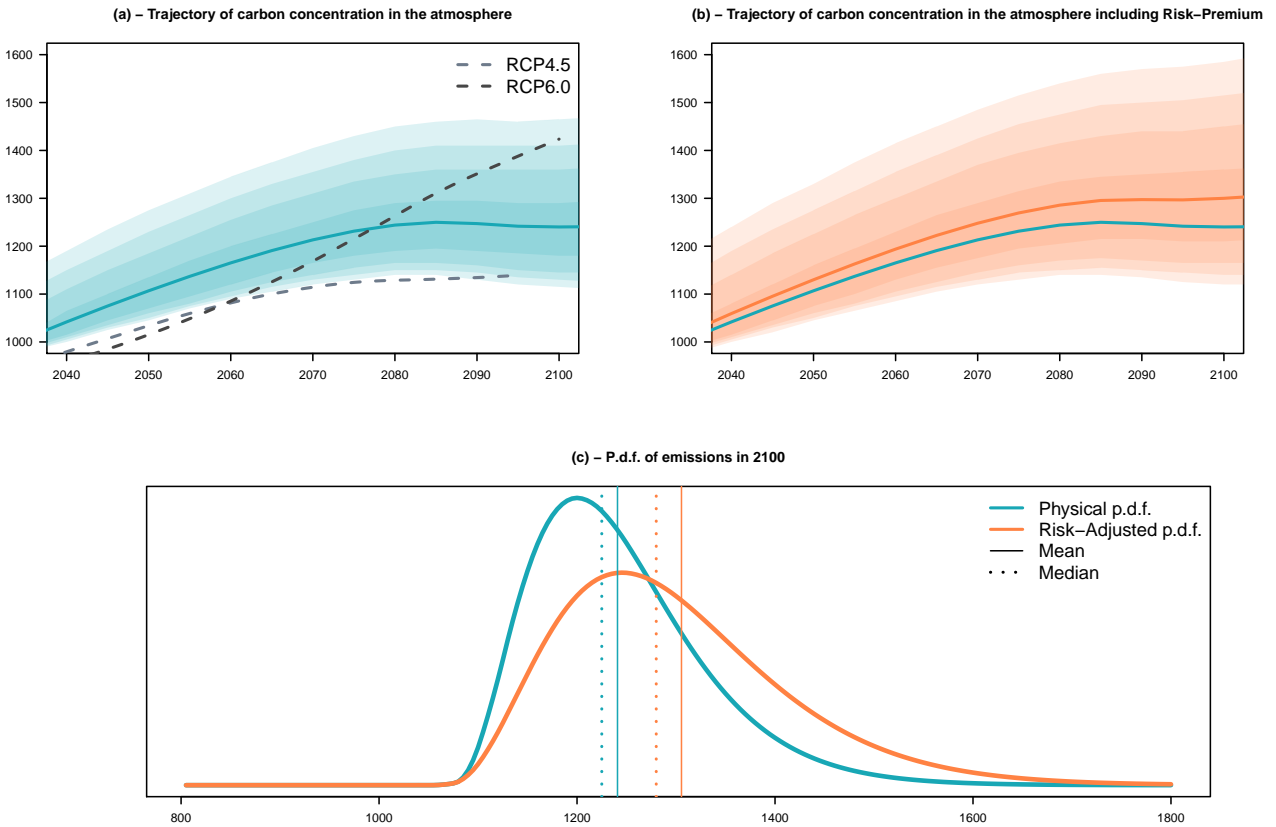 (a) – Trajectory of carbon concentration in the atmosphere
1600
1500
1400
1300
1200
1100
1000
2040 2050 2060 2070 2080 2090 2100
RCP4.5
RCP6.0
(b) – Trajectory of carbon concentration in the atmosphere including Risk–Premium
1600
1500
1400
1300
1200
1100
1000
2040 2050 2060 2070 2080 2090 2100
(c) – P.d.f. of emissions in 2100
Physical p.d.f.
Risk–Adjusted p.d.f.
Mean
Median
800 1000 1200 1400 1600 1800